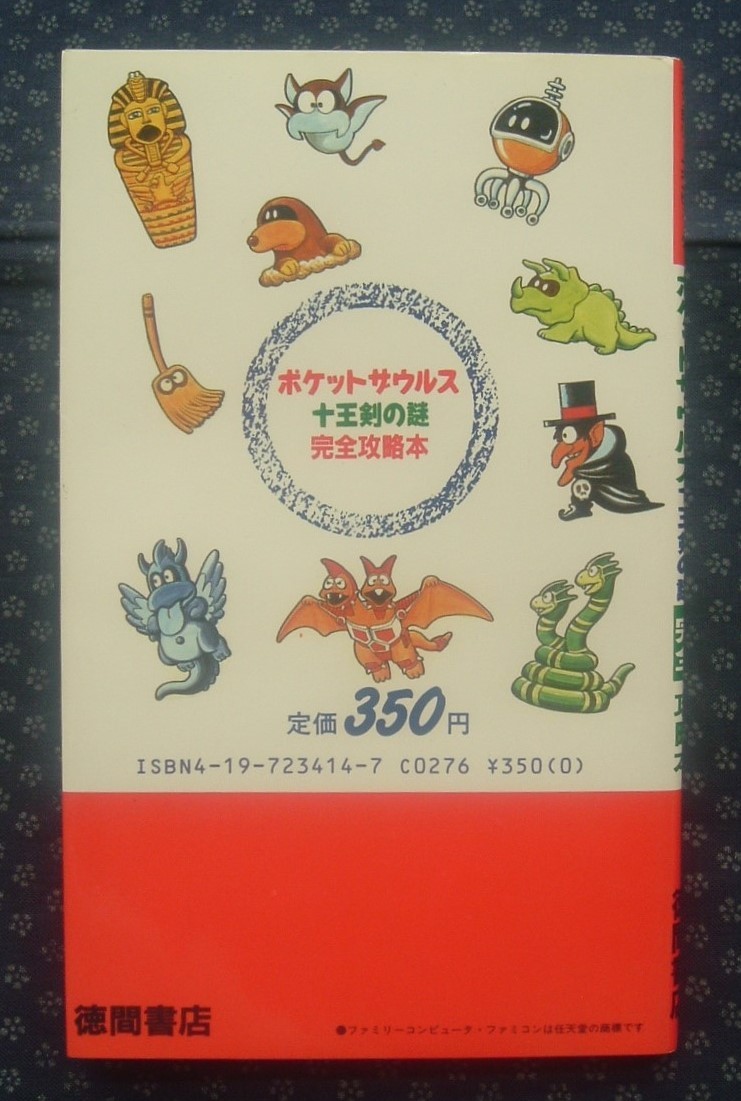 ポケットザウルス
十王剣の謎
完全攻略本
定価350円
ISBN4-19-723414-7 C0276 ¥350(0)
徳間書店
●ファミリーコンピュータ・ファミコンは任天堂の商標です